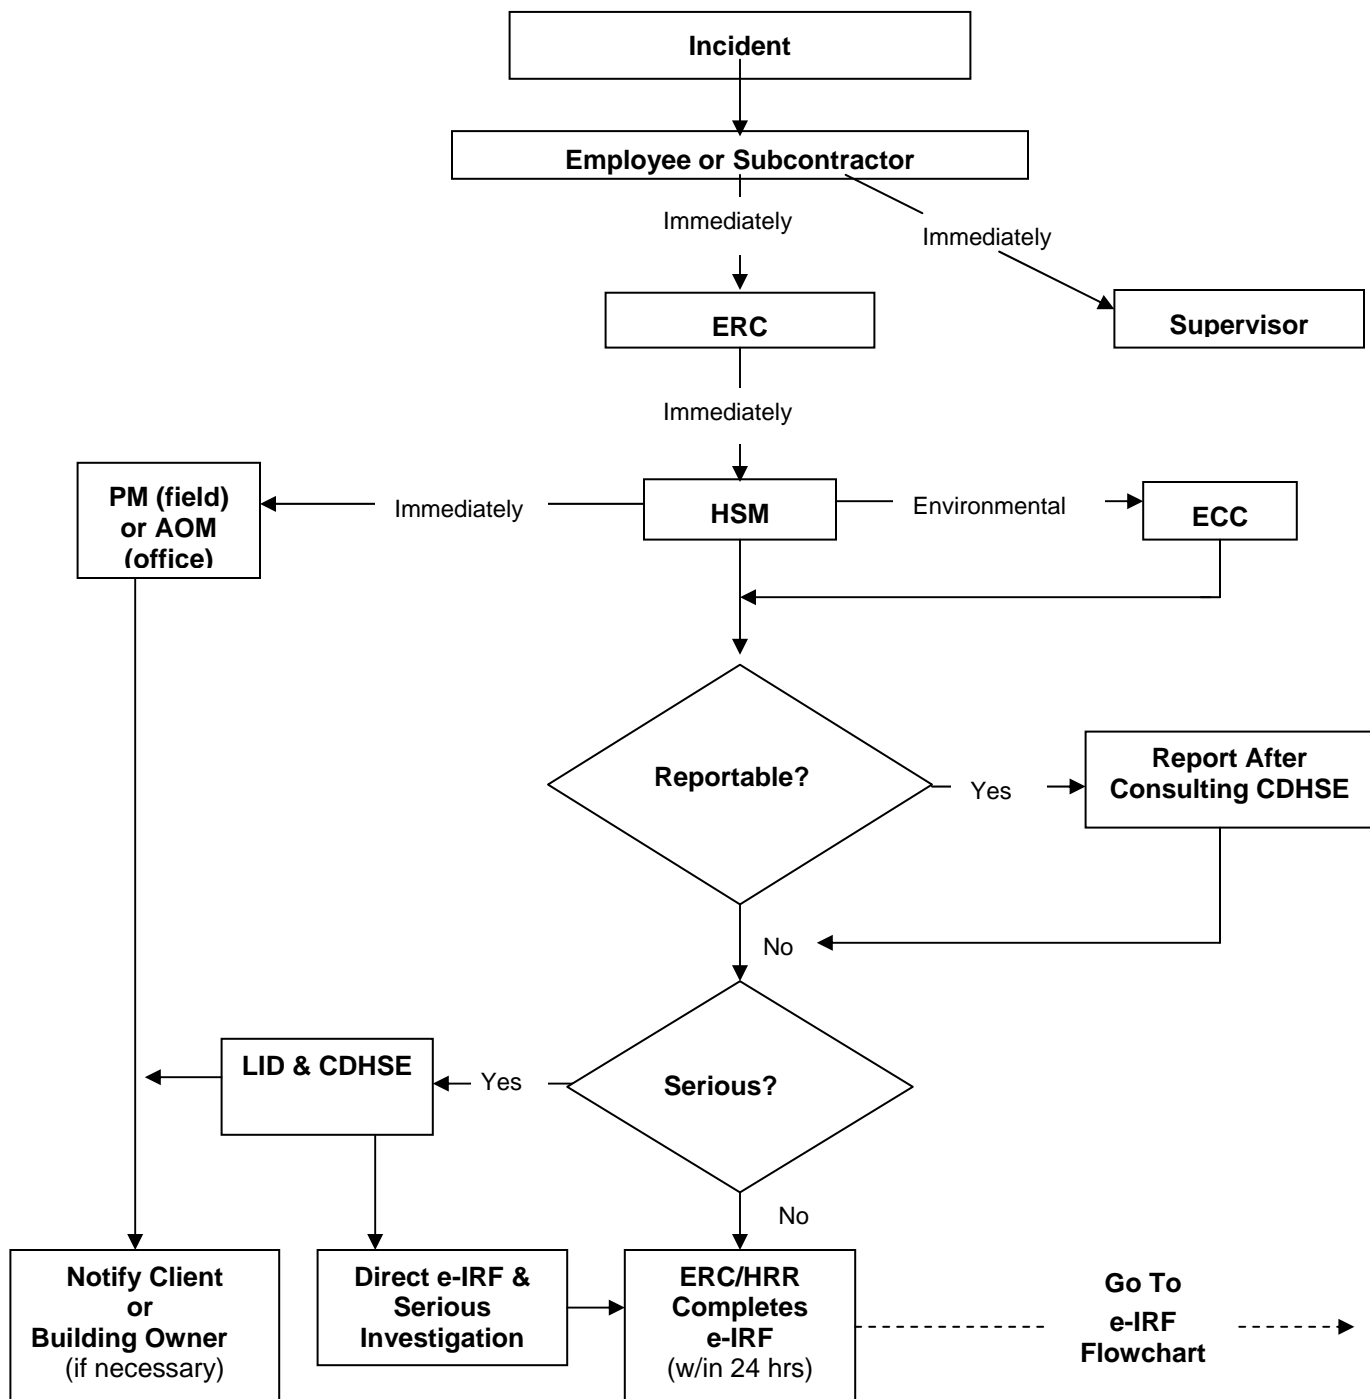 Incident
Employee or Subcontractor
Immediately
Immediately
ERC
Supervisor
Immediately
PM (field)
or AOM
(office)
Immediately
HSM
Environmental
ECC
Reportable?
Yes
Report After
Consulting CDHSE
No
LID & CDHSE
Yes
Serious?
No
Notify Client
or
Building Owner
(if necessary)
Direct e-IRF &
Serious
Investigation
ERC/HRR
Completes
e-IRF
(w/in 24 hrs)
Go To
e-IRF
Flowchart